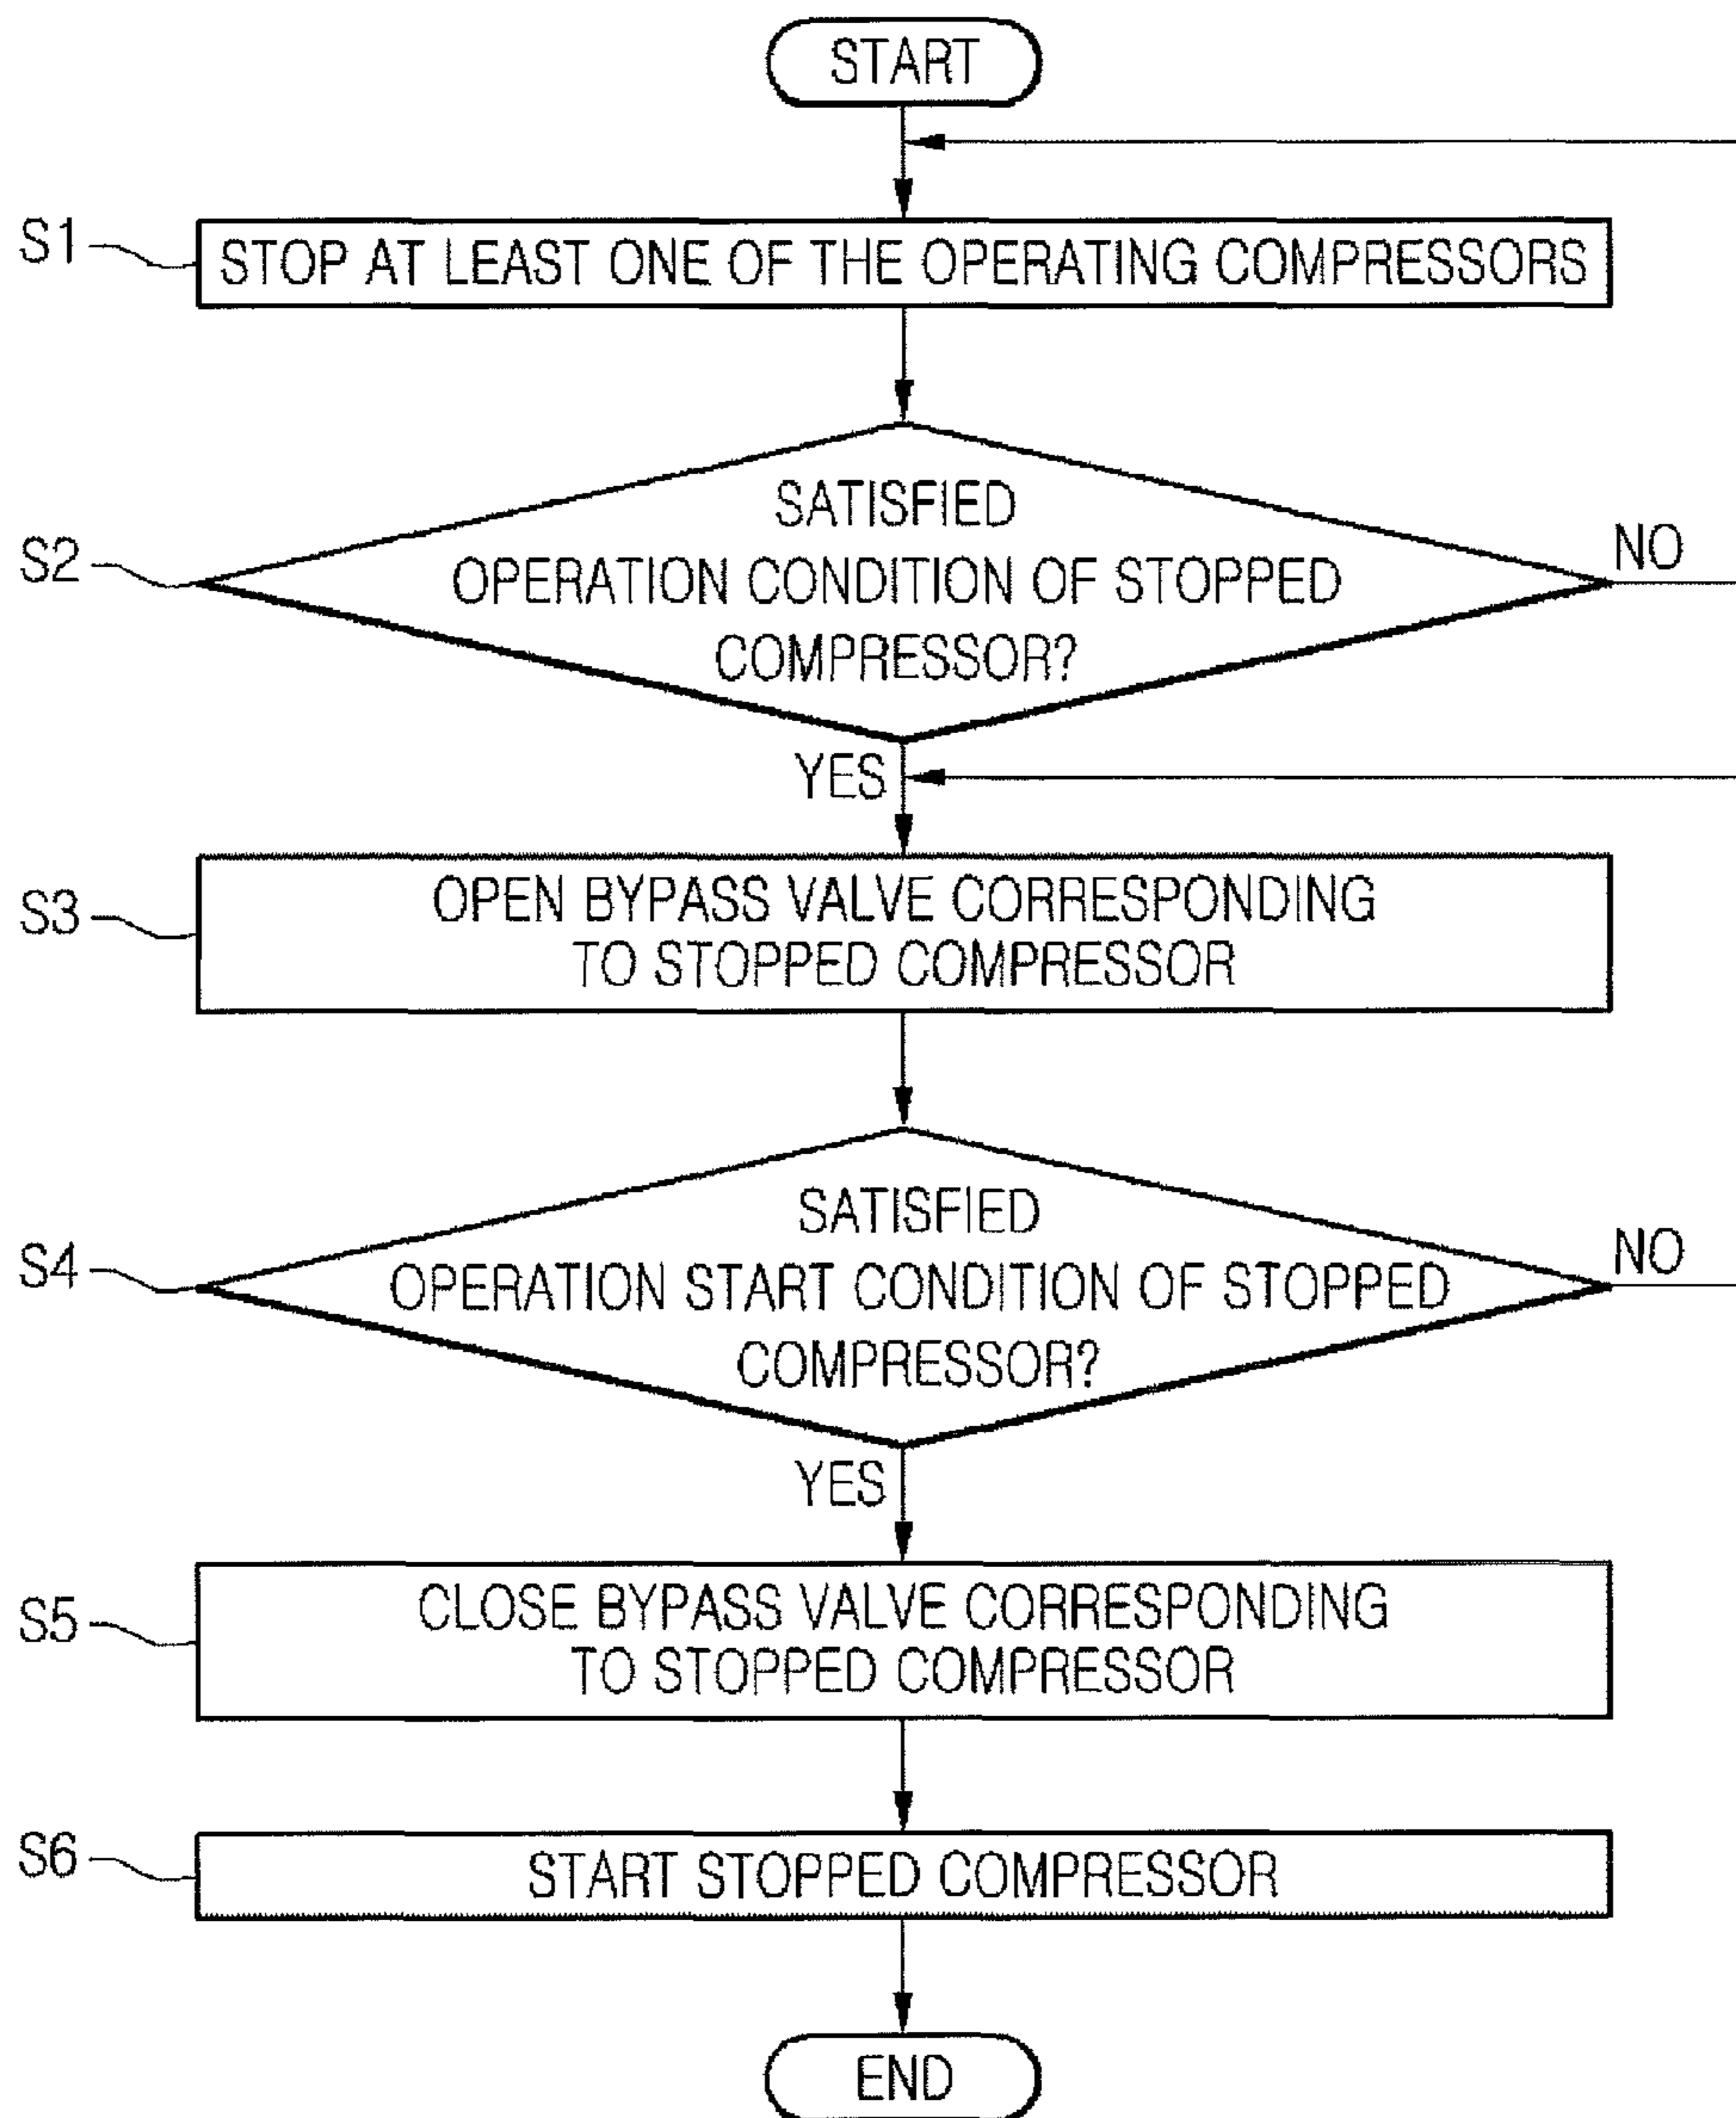 START
S1
STOP AT LEAST ONE OF THE OPERATING COMPRESSORS
S2
SATISFIED
OPERATION CONDITION OF STOPPED
COMPRESSOR?
NO
YES
S3
OPEN BYPASS VALVE CORRESPONDING
TO STOPPED COMPRESSOR
S4
SATISFIED
OPERATION START CONDITION OF STOPPED
COMPRESSOR?
NO
YES
S5
CLOSE BYPASS VALVE CORRESPONDING
TO STOPPED COMPRESSOR
S6
START STOPPED COMPRESSOR
END